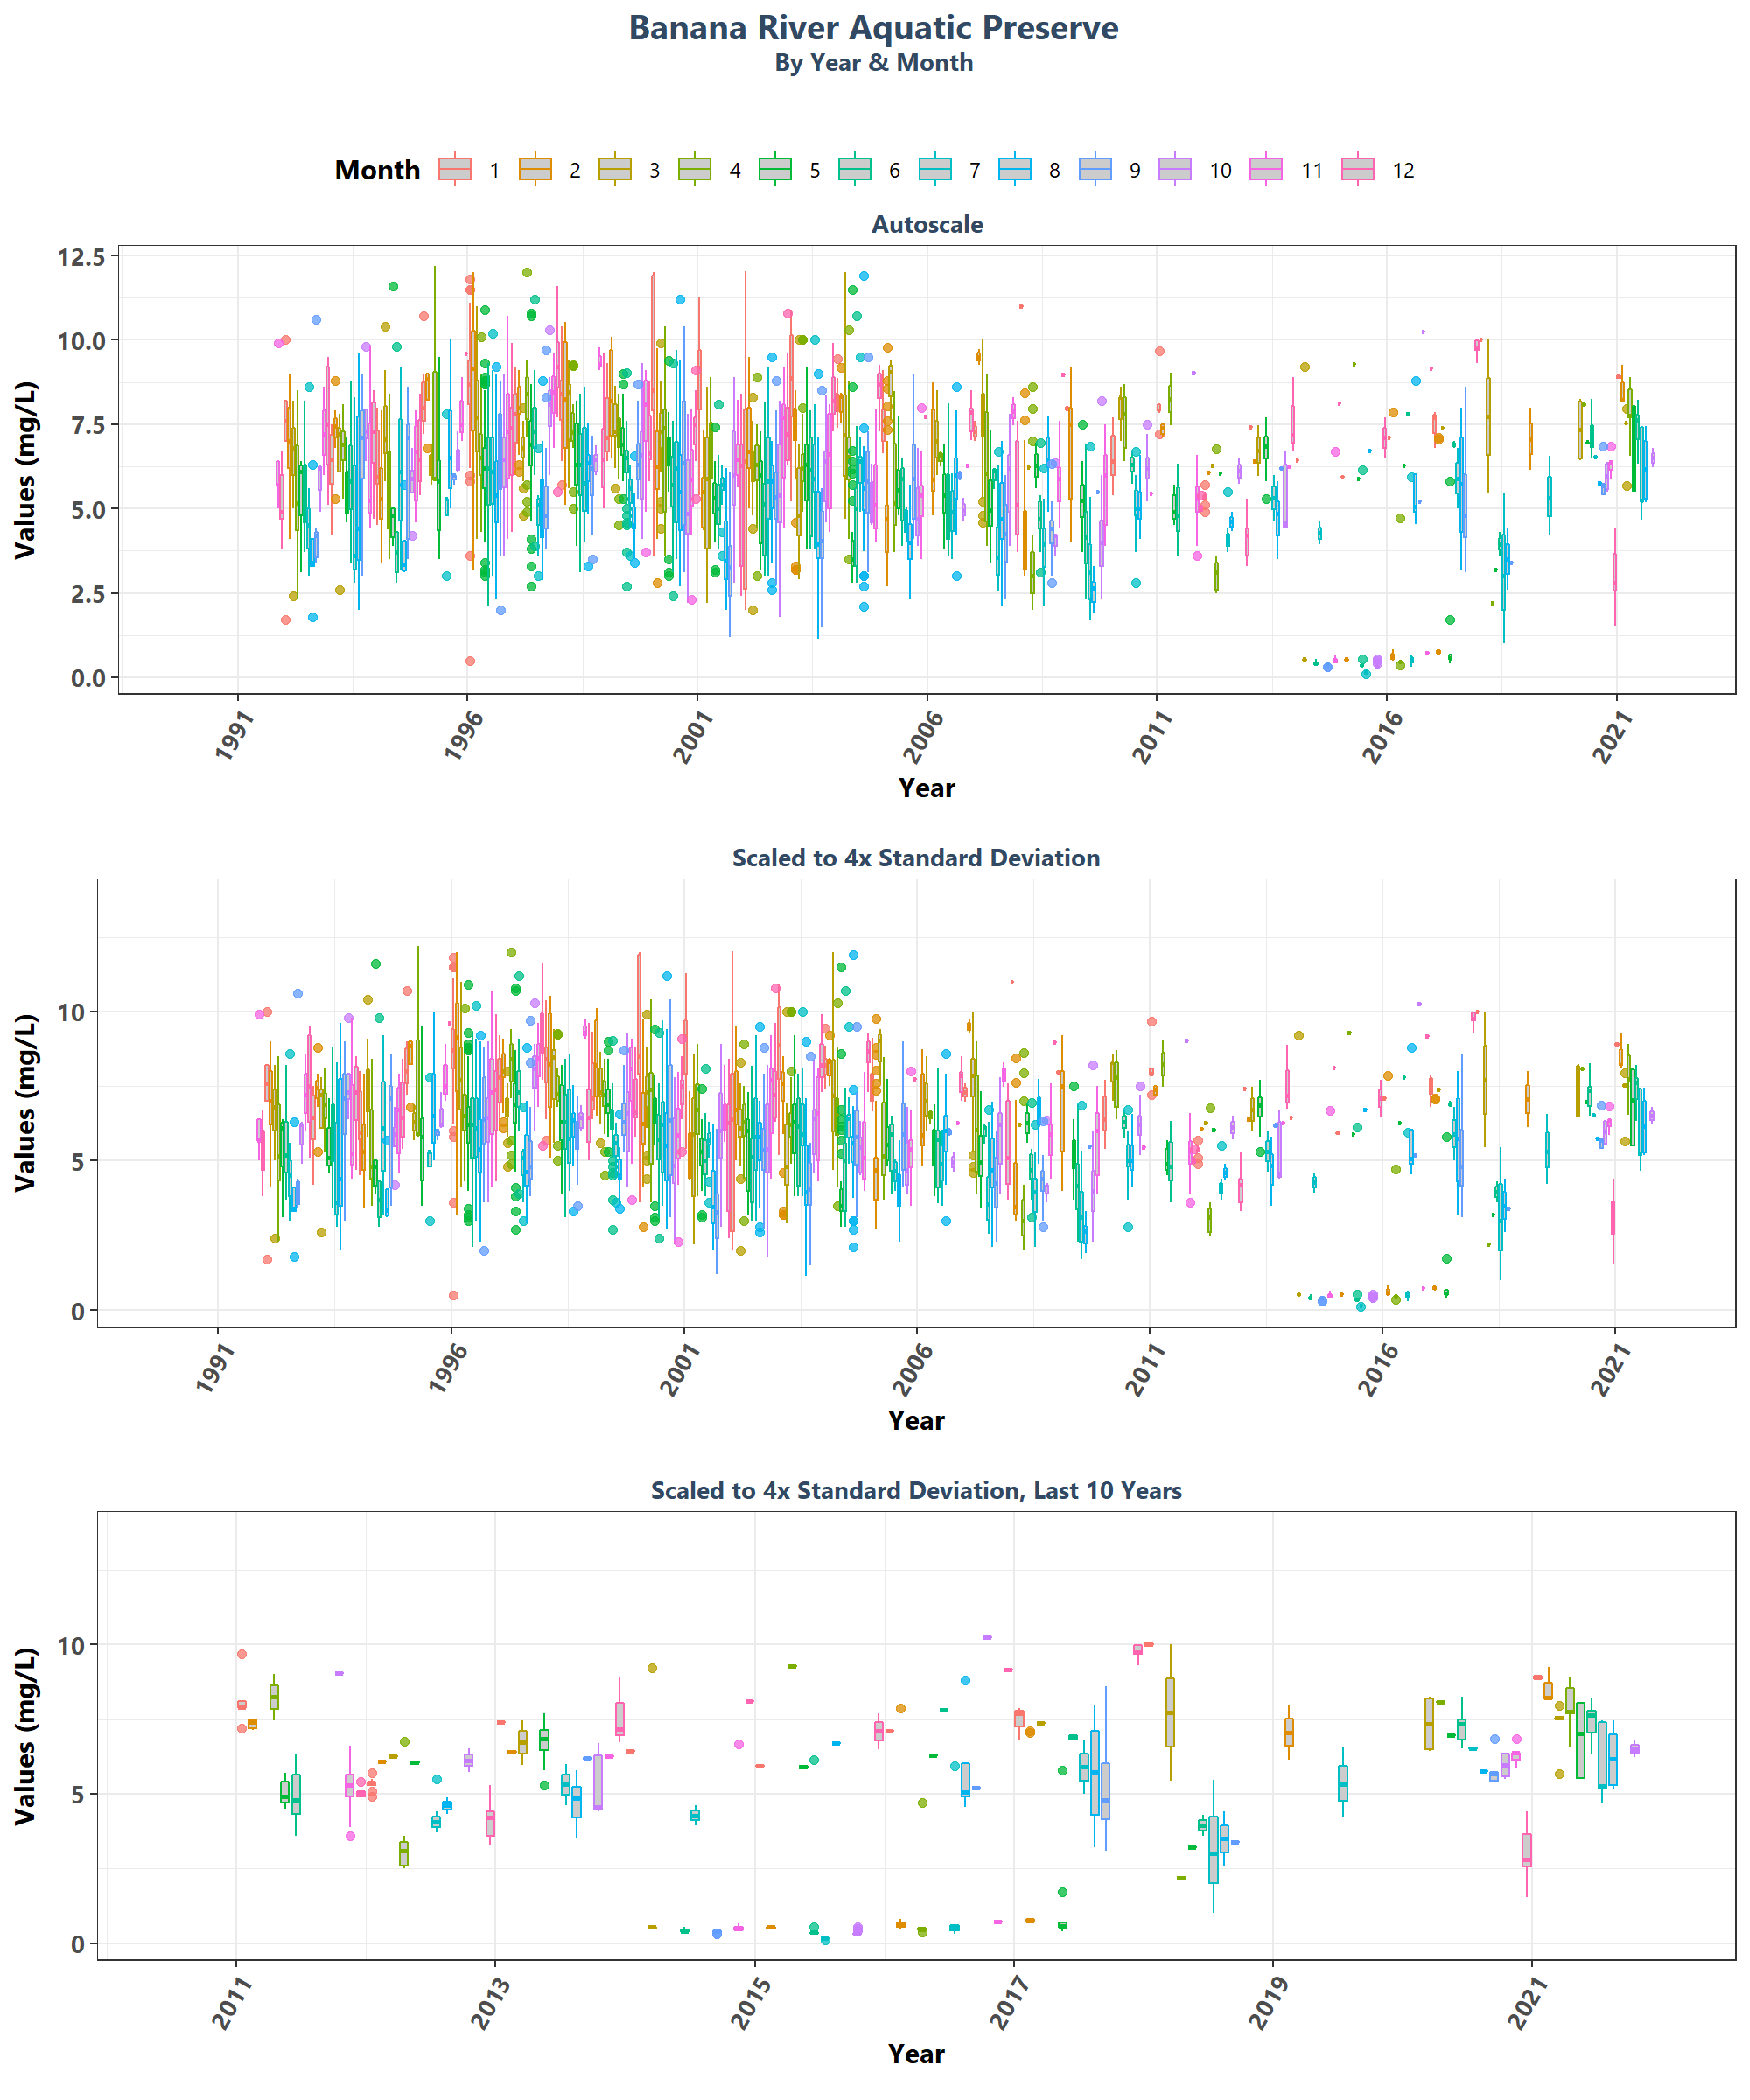 Banana River Aquatic Preserve
By Year & Month
Month 1 2 3 4 5 6 7 8 9 10 11 12
Autoscale
Values (mg/L)
12.5
10.0
7.5
5.0
2.5
0.0
1991 1996 2001 2006 2011 2016 2021
Year
Scaled to 4x Standard Deviation
Values (mg/L)
10
5
0
1991 1996 2001 2006 2011 2016 2021
Year
Scaled to 4x Standard Deviation, Last 10 Years
Values (mg/L)
10
5
0
2011 2013 2015 2017 2019 2021
Year